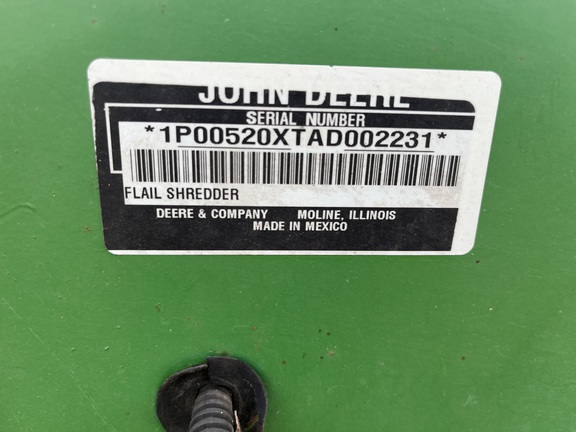 JOHN DEERE
SERIAL NUMBER
*1P00520XTAD002231*
FLAIL SHREDDER
DEERE & COMPANY MOLINE, ILLINOIS
MADE IN MEXICO